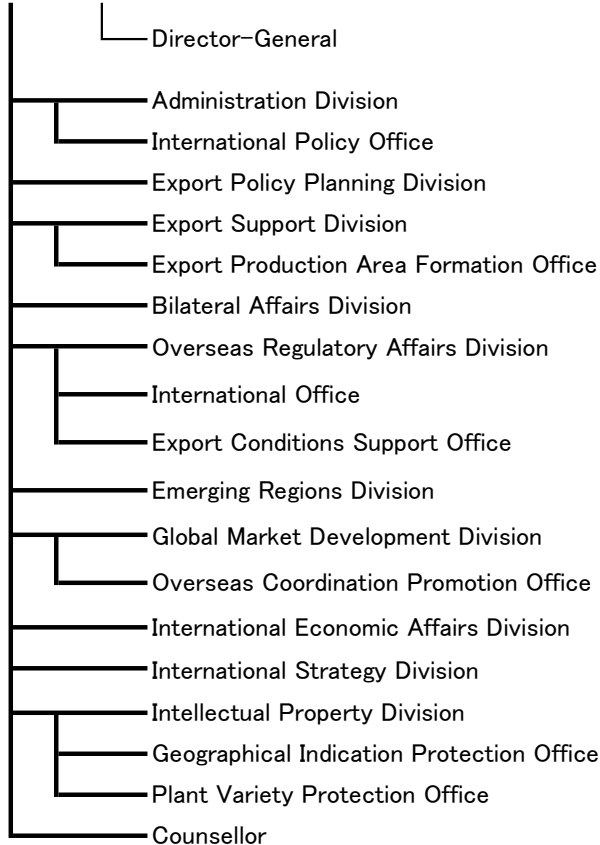 Director-General
Administration Division
International Policy Office
Export Policy Planning Division
Export Support Division
Export Production Area Formation Office
Bilateral Affairs Division
Overseas Regulatory Affairs Division
International Office
Export Conditions Support Office
Emerging Regions Division
Global Market Development Division
Overseas Coordination Promotion Office
International Economic Affairs Division
International Strategy Division
Intellectual Property Division
Geographical Indication Protection Office
Plant Variety Protection Office
Counsellor